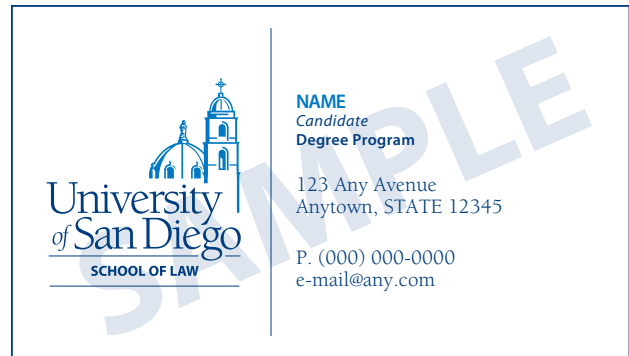 University
of San Diego
SCHOOL OF LAW
NAME
Candidate
Degree Program
123 Any Avenue
Anytown, STATE 12345
P. (000) 000-0000
e-mail@any.com
SAMPLE